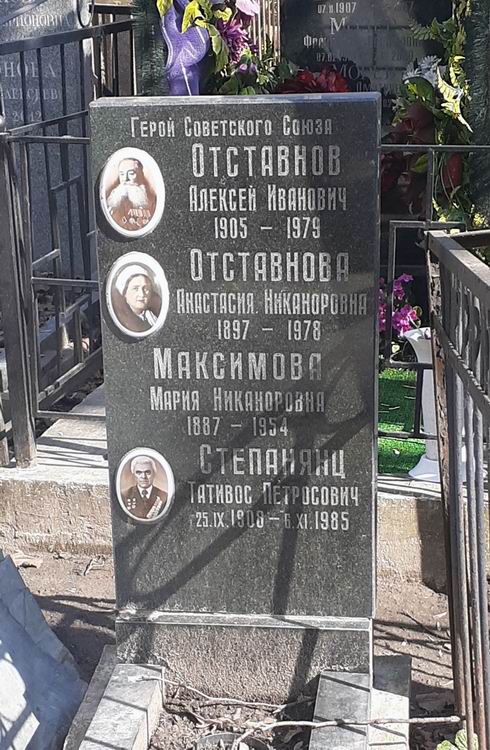 Герой Советского Союза
ОТСТАВНОВ
Алексей Иванович
1905 – 1979
ОТСТАВНОВА
Анастасия Никаноровна
1897 – 1978
МАКСИМОВА
Мария Никаноровна
1887 – 1954
СТЕПАНЯНЦ
Тативос Петросович
25.IX.1908 – 6.XI.1985